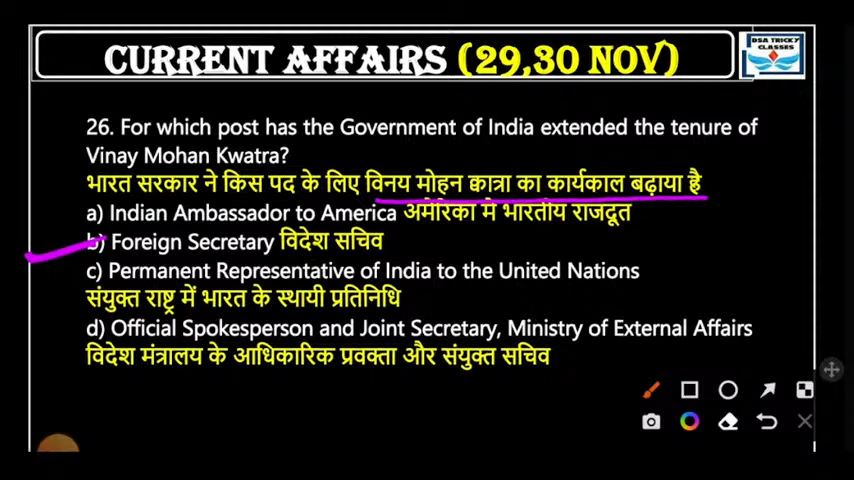 CURRENT AFFAIRS (29,30 NOV)
DSA TRICKY
CLASSES
26. For which post has the Government of India extended the tenure of
Vinay Mohan Kwatra?
भारत सरकार ने किस पद के लिए विनय मोहन क्वात्रा का कार्यकाल बढ़ाया है
a) Indian Ambassador to America अमेरिका में भारतीय राजदूत
b) Foreign Secretary विदेश सचिव
c) Permanent Representative of India to the United Nations
संयुक्त राष्ट्र में भारत के स्थायी प्रतिनिधि
d) Official Spokesperson and Joint Secretary, Ministry of External Affairs
विदेश मंत्रालय के आधिकारिक प्रवक्ता और संयुक्त सचिव